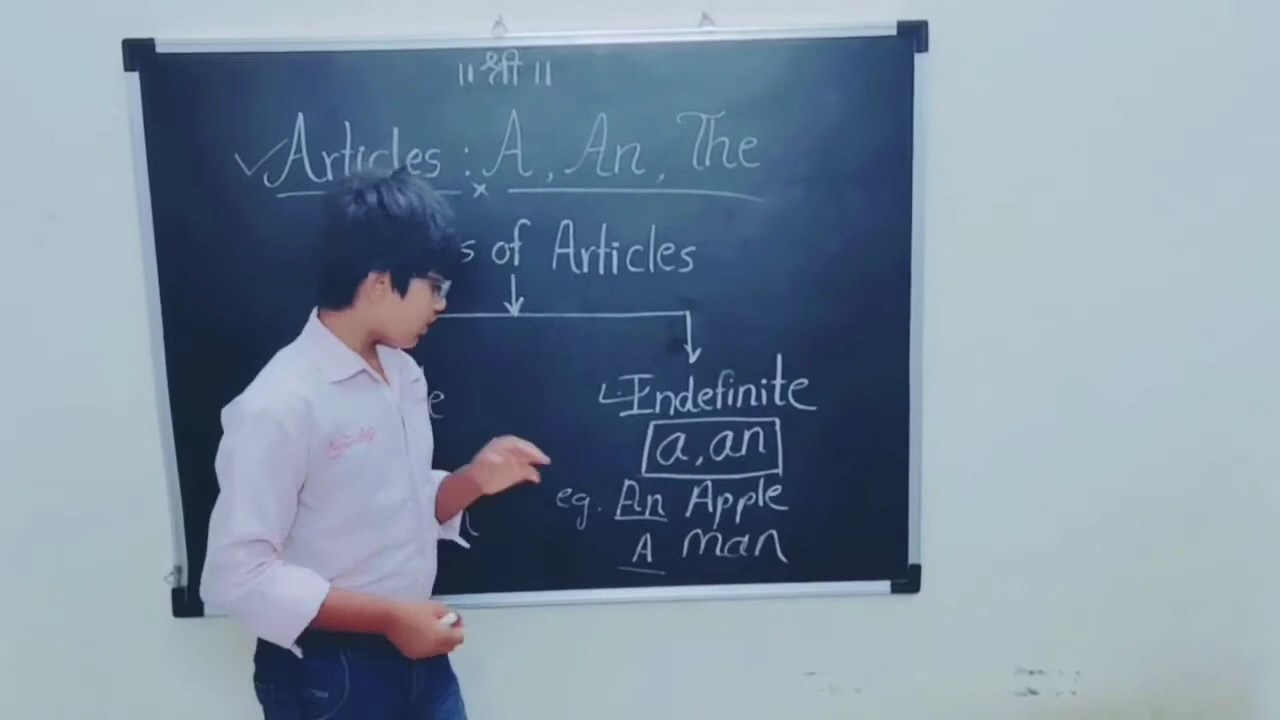 ॥ श्री ॥
Articles : A, An, The
s of Articles
e
Indefinite
a, an
eg. An Apple
A man